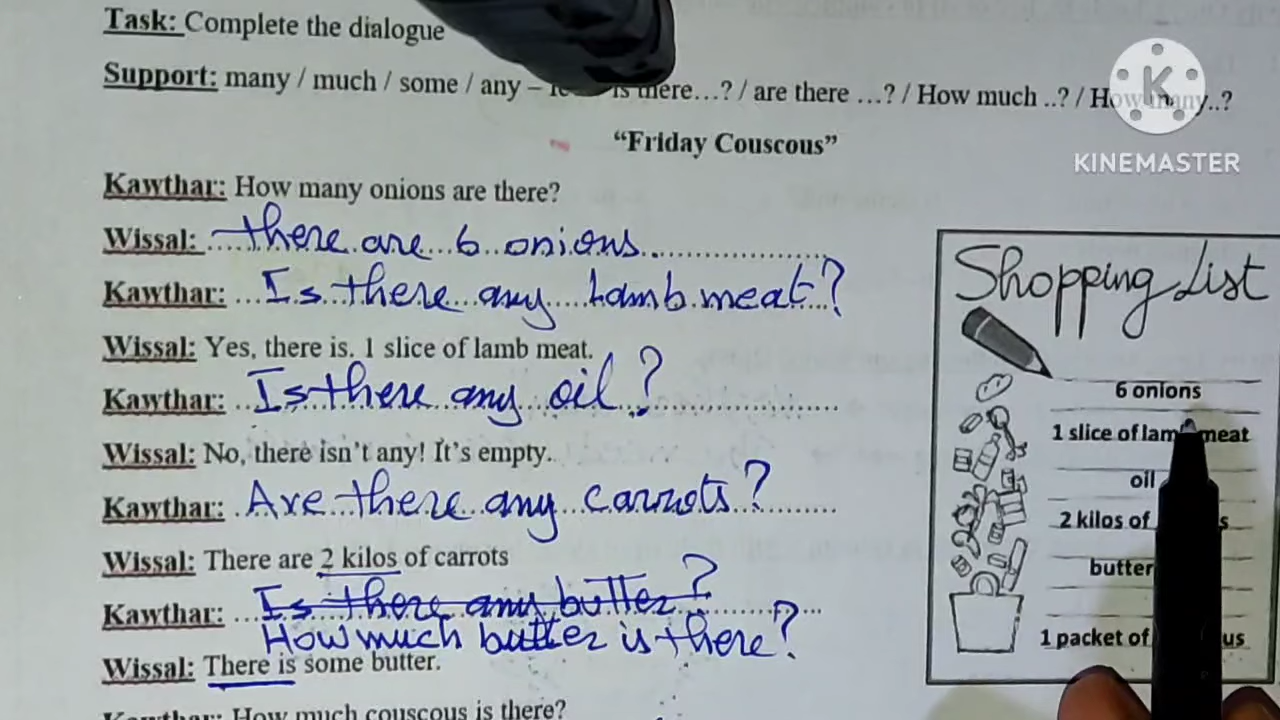 Task: Complete the dialogue
Support: many / much / some / any – is there…? / are there …? / How much ..? / How many..?
KINEMASTER
"Friday Couscous"
Kawthar: How many onions are there?
Wissal: there are 6 onions
Kawthar: Is there any Lamb meat?
Wissal: Yes, there is. 1 slice of lamb meat.
Kawthar: Is there any oil?
Wissal: No, there isn't any! It's empty.
Kawthar: Are there any carrots?
Wissal: There are 2 kilos of carrots
Kawthar: Is there any butter?
How much butter is there?
Wissal: There is some butter.
Kawthar: How much couscous is there?
Shopping List
6 onions
1 slice of lamb meat
oil
2 kilos of
butter
1 packet of